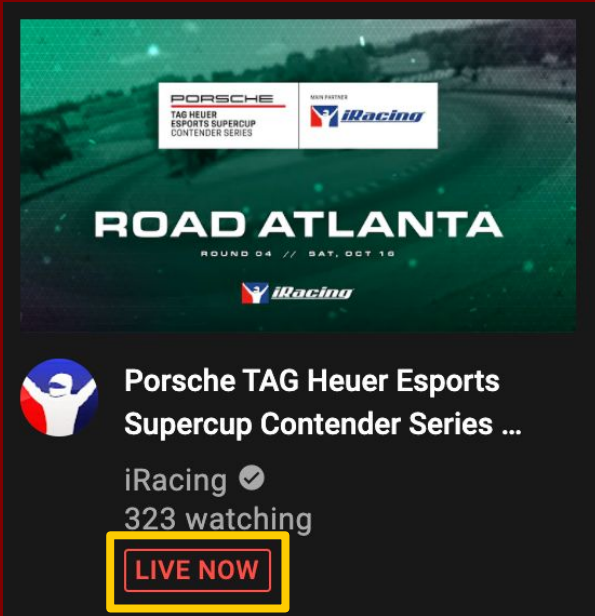 PORSCHE
TAG HEUER
ESPORTS SUPERCUP
CONTENDER SERIES
MAIN PARTNER
iRacing
ROAD ATLANTA
ROUND 04 // SAT, OCT 16
iRacing
Porsche TAG Heuer Esports
Supercup Contender Series ...
iRacing
323 watching
LIVE NOW